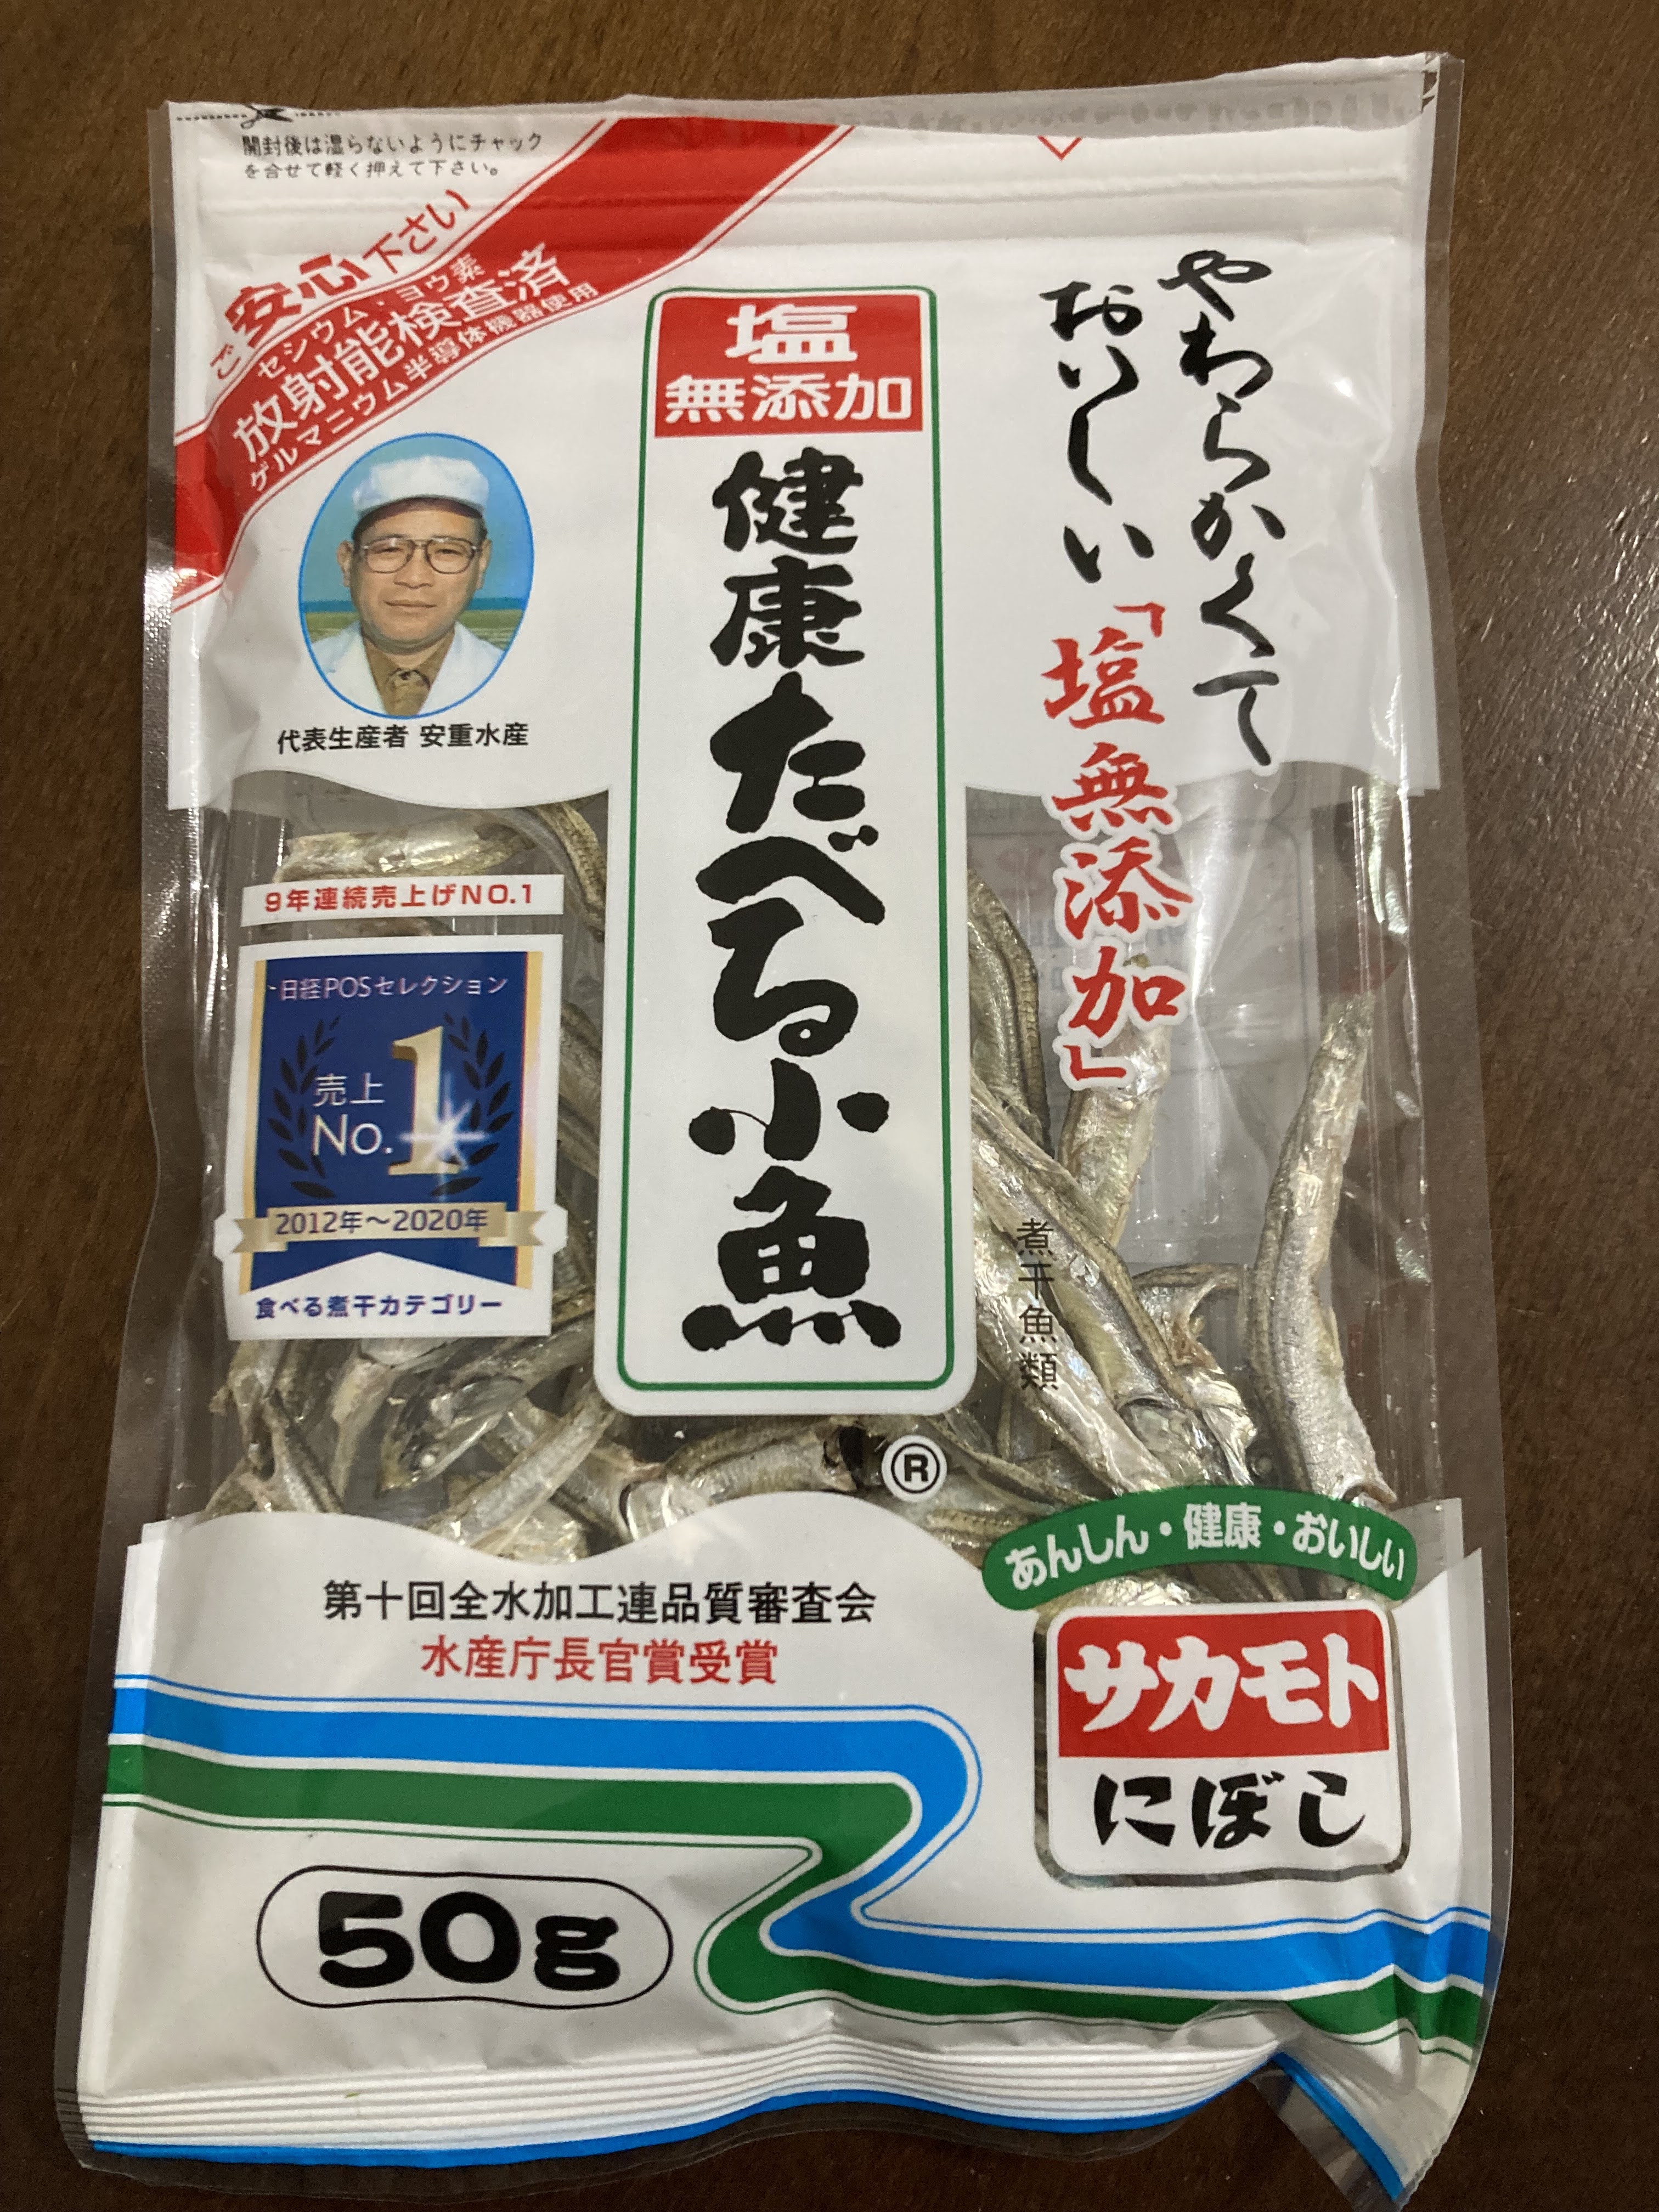 開封後は湿らないようにチャック
を合せて軽く押えて下さい。
ご安心下さい
セシウム・ヨウ素
放射能検査済
ゲルマニウム半導体機器使用
代表生産者 安重水産
塩
無添加
健康たべる小魚
やわらかくて
おいしい「塩無添加」
煮干魚類
9年連続売上げNO.1
日経POSセレクション
売上
No.1
2012年~2020年
食べる煮干カテゴリー
®
第十回全水加工連品質審査会
水産庁長官賞受賞
あんしん・健康・おいしい
サカモト
にぼし
50g